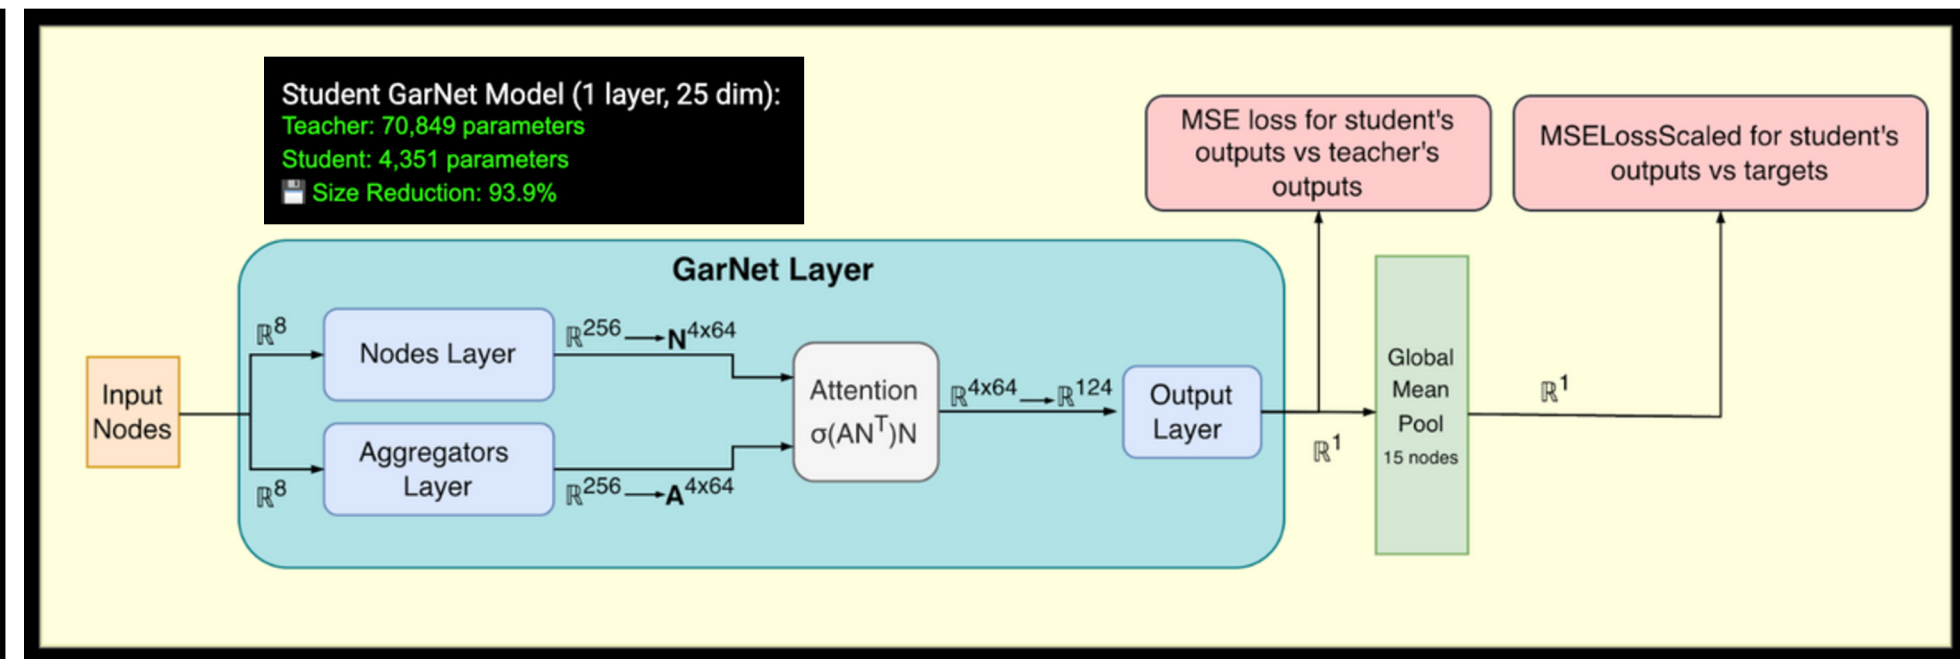 Student GarNet Model (1 layer, 25 dim):
Teacher: 70,849 parameters
Student: 4,351 parameters
💾 Size Reduction: 93.9%
MSE loss for student's
outputs vs teacher's
outputs
MSELossScaled for student's
outputs vs targets
GarNet Layer
Input
Nodes
ℝ⁸
Nodes Layer
ℝ²⁵⁶→N⁴ˣ⁶⁴
ℝ⁸
Aggregators
Layer
ℝ²⁵⁶→A⁴ˣ⁶⁴
Attention
σ(ANᵀ)N
ℝ⁴ˣ⁶⁴→ℝ¹²⁴
Output
Layer
ℝ¹
Global
Mean
Pool
15 nodes
ℝ¹